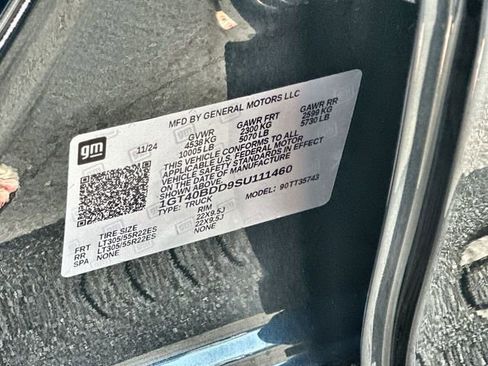 MFD BY GENERAL MOTORS LLC
gm
11/24
GVWR GAWR FRT GAWR RR
4538 KG 2300 KG 2599 KG
10005 LB 5070 LB 5730 LB
THIS VEHICLE CONFORMS TO ALL
APPLICABLE U.S. FEDERAL MOTOR
VEHICLE SAFETY STANDARDS IN EFFECT
ON THE DATE OF MANUFACTURE
SHOWN ABOVE.
1GT40BDD9SU111460
TYPE: TRUCK MODEL: 90TT35743
TIRE SIZE RIM
FRT LT305/55R22ES 22X9.5J
RR LT305/55R22ES 22X9.5J
SPA NONE NONE